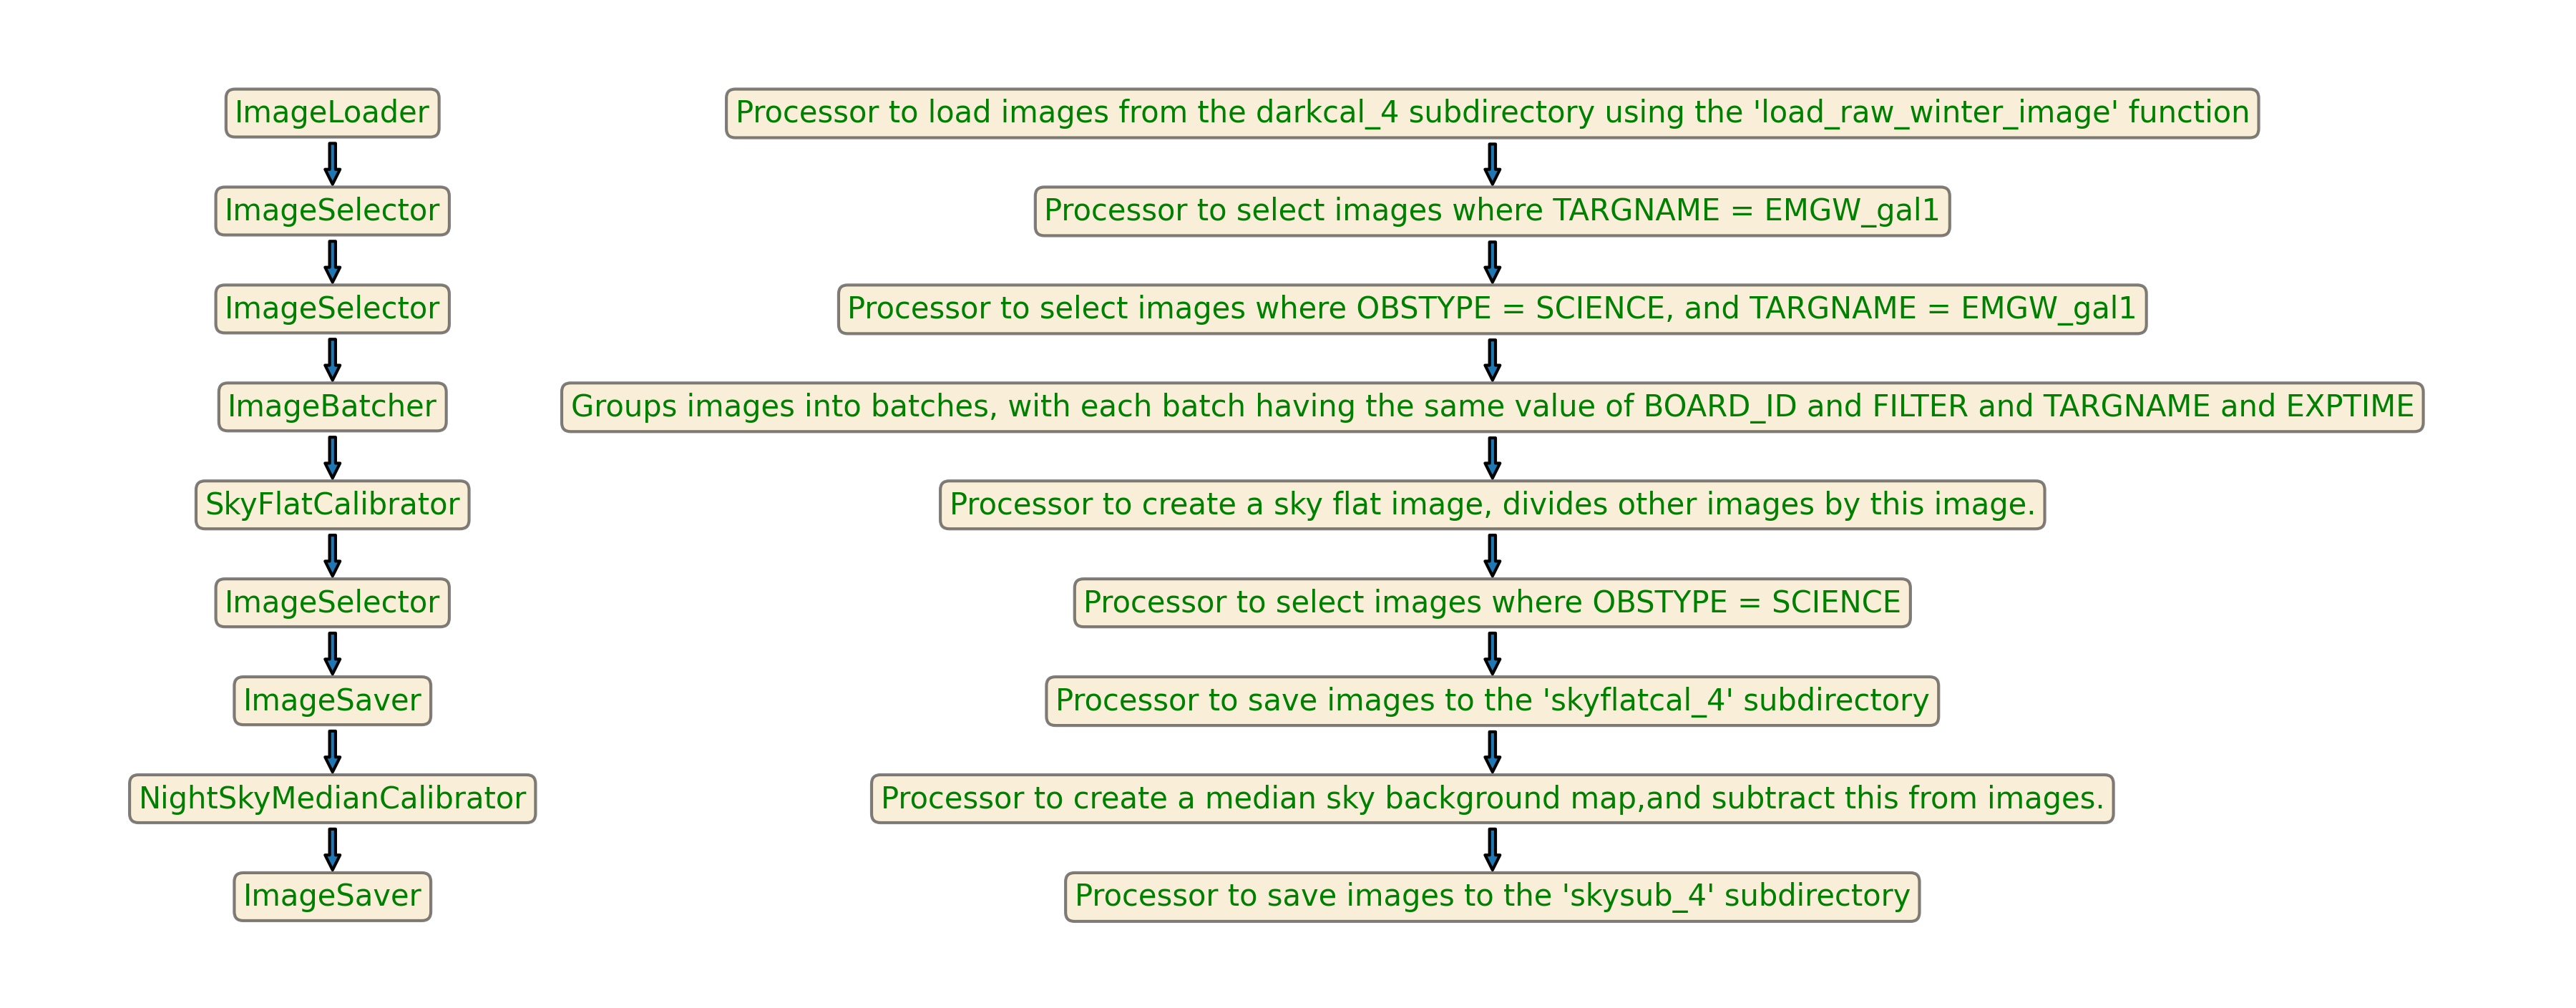 ImageLoader
Processor to load images from the darkcal_4 subdirectory using the 'load_raw_winter_image' function
ImageSelector
Processor to select images where TARGNAME = EMGW_gal1
ImageSelector
Processor to select images where OBSTYPE = SCIENCE, and TARGNAME = EMGW_gal1
ImageBatcher
Groups images into batches, with each batch having the same value of BOARD_ID and FILTER and TARGNAME and EXPTIME
SkyFlatCalibrator
Processor to create a sky flat image, divides other images by this image.
ImageSelector
Processor to select images where OBSTYPE = SCIENCE
ImageSaver
Processor to save images to the 'skyflatcal_4' subdirectory
NightSkyMedianCalibrator
Processor to create a median sky background map,and subtract this from images.
ImageSaver
Processor to save images to the 'skysub_4' subdirectory